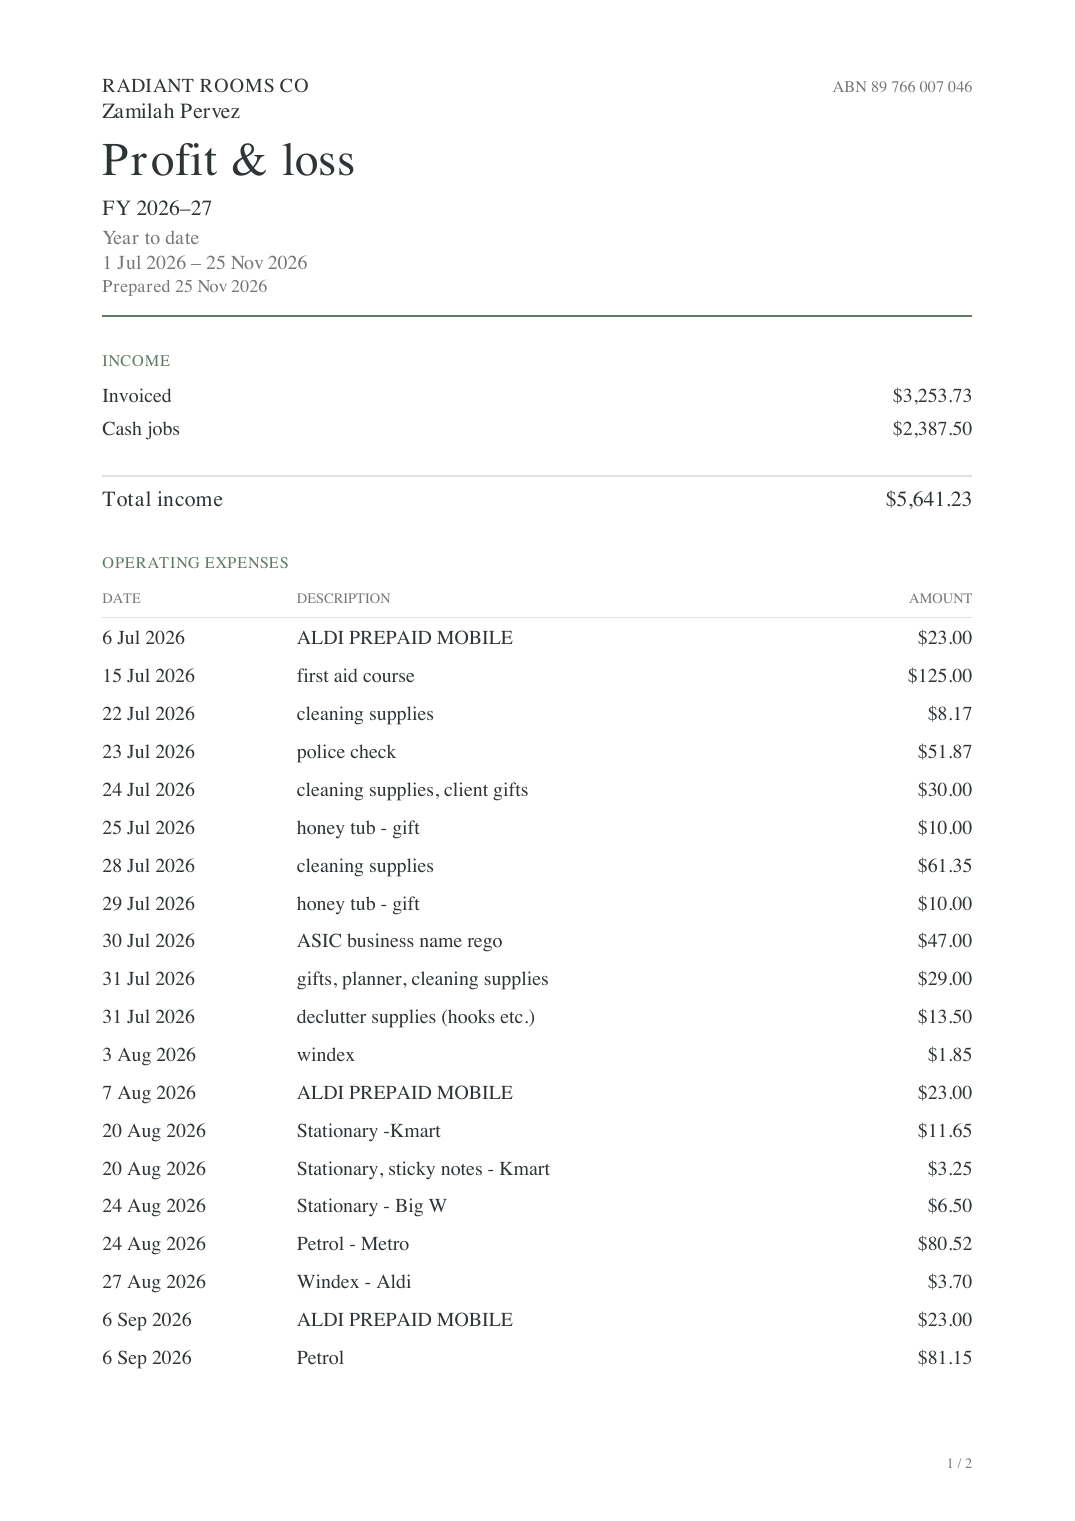 RADIANT ROOMS CO
ABN 89 766 007 046
Zamilah Pervez
Profit & loss
FY 2026–27
Year to date
1 Jul 2026 – 25 Nov 2026
Prepared 25 Nov 2026
INCOME
Invoiced $3,253.73
Cash jobs $2,387.50
Total income $5,641.23
OPERATING EXPENSES
DATE DESCRIPTION AMOUNT
6 Jul 2026 ALDI PREPAID MOBILE $23.00
15 Jul 2026 first aid course $125.00
22 Jul 2026 cleaning supplies $8.17
23 Jul 2026 police check $51.87
24 Jul 2026 cleaning supplies, client gifts $30.00
25 Jul 2026 honey tub - gift $10.00
28 Jul 2026 cleaning supplies $61.35
29 Jul 2026 honey tub - gift $10.00
30 Jul 2026 ASIC business name rego $47.00
31 Jul 2026 gifts, planner, cleaning supplies $29.00
31 Jul 2026 declutter supplies (hooks etc.) $13.50
3 Aug 2026 windex $1.85
7 Aug 2026 ALDI PREPAID MOBILE $23.00
20 Aug 2026 Stationary -Kmart $11.65
20 Aug 2026 Stationary, sticky notes - Kmart $3.25
24 Aug 2026 Stationary - Big W $6.50
24 Aug 2026 Petrol - Metro $80.52
27 Aug 2026 Windex - Aldi $3.70
6 Sep 2026 ALDI PREPAID MOBILE $23.00
6 Sep 2026 Petrol $81.15
1 / 2